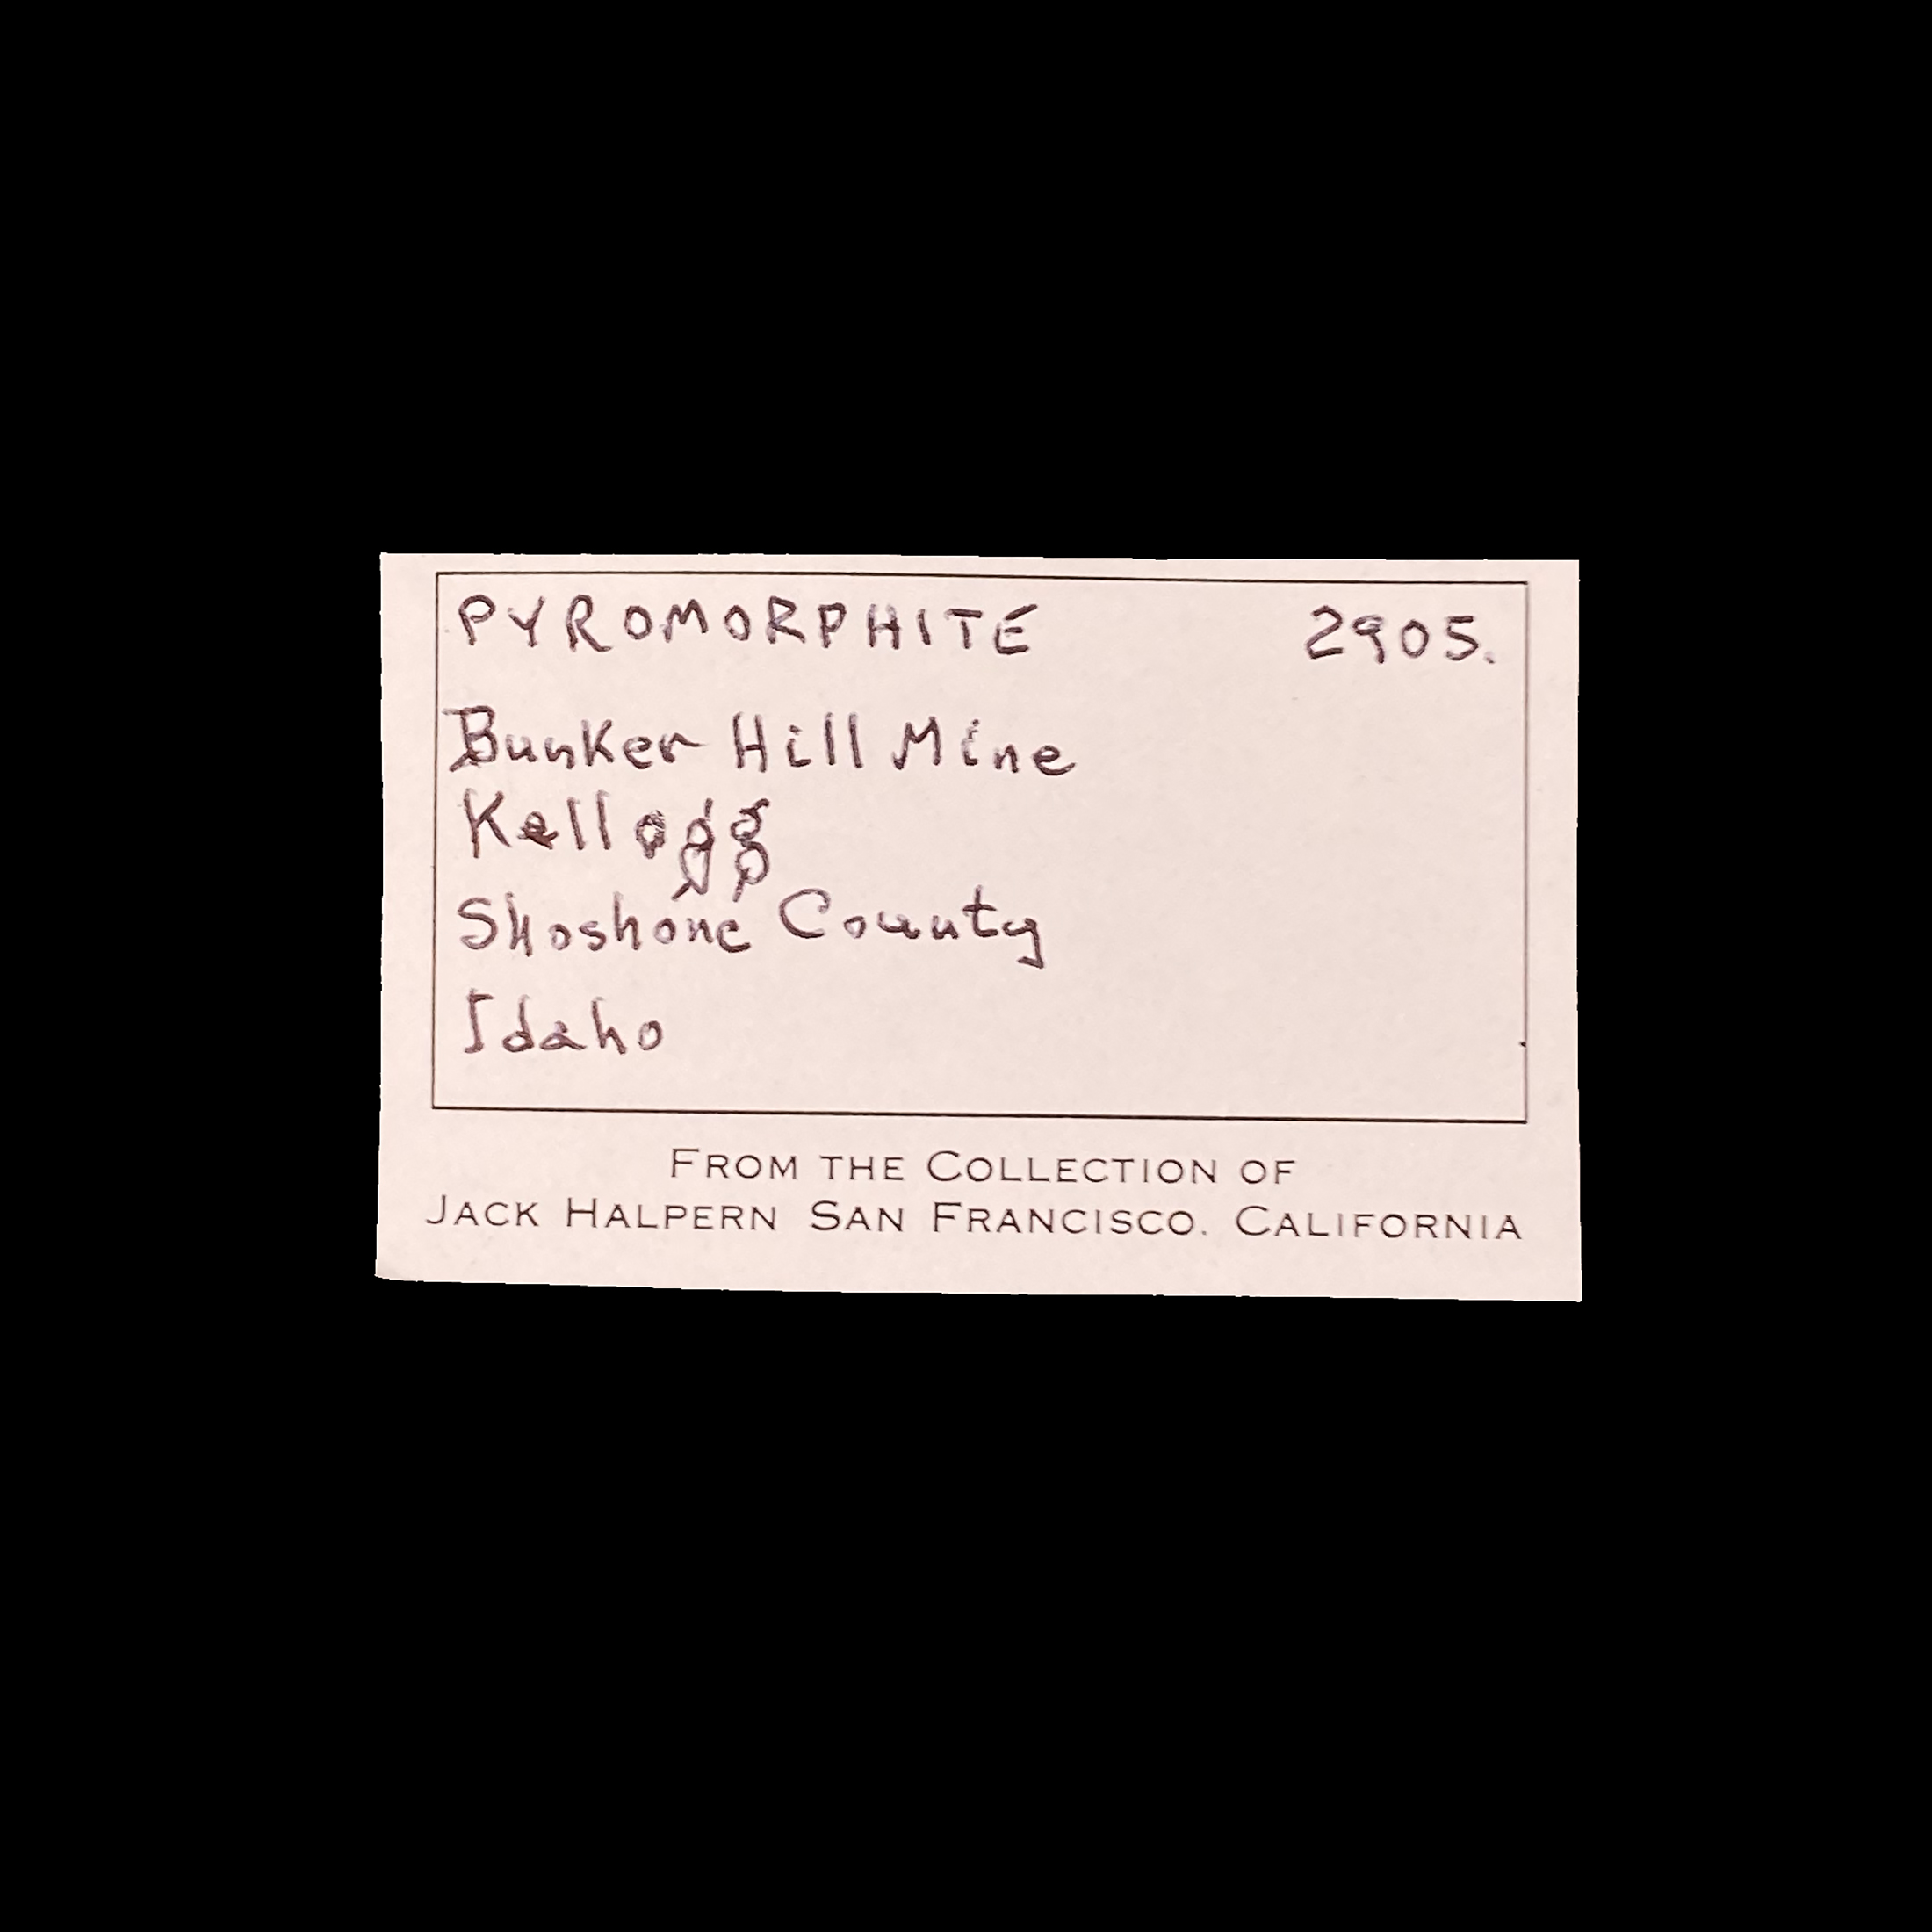 PYROMORPHITE 2905.
Bunker Hill Mine
Kellogg
Shoshone County
Idaho
FROM THE COLLECTION OF
JACK HALPERN SAN FRANCISCO. CALIFORNIA